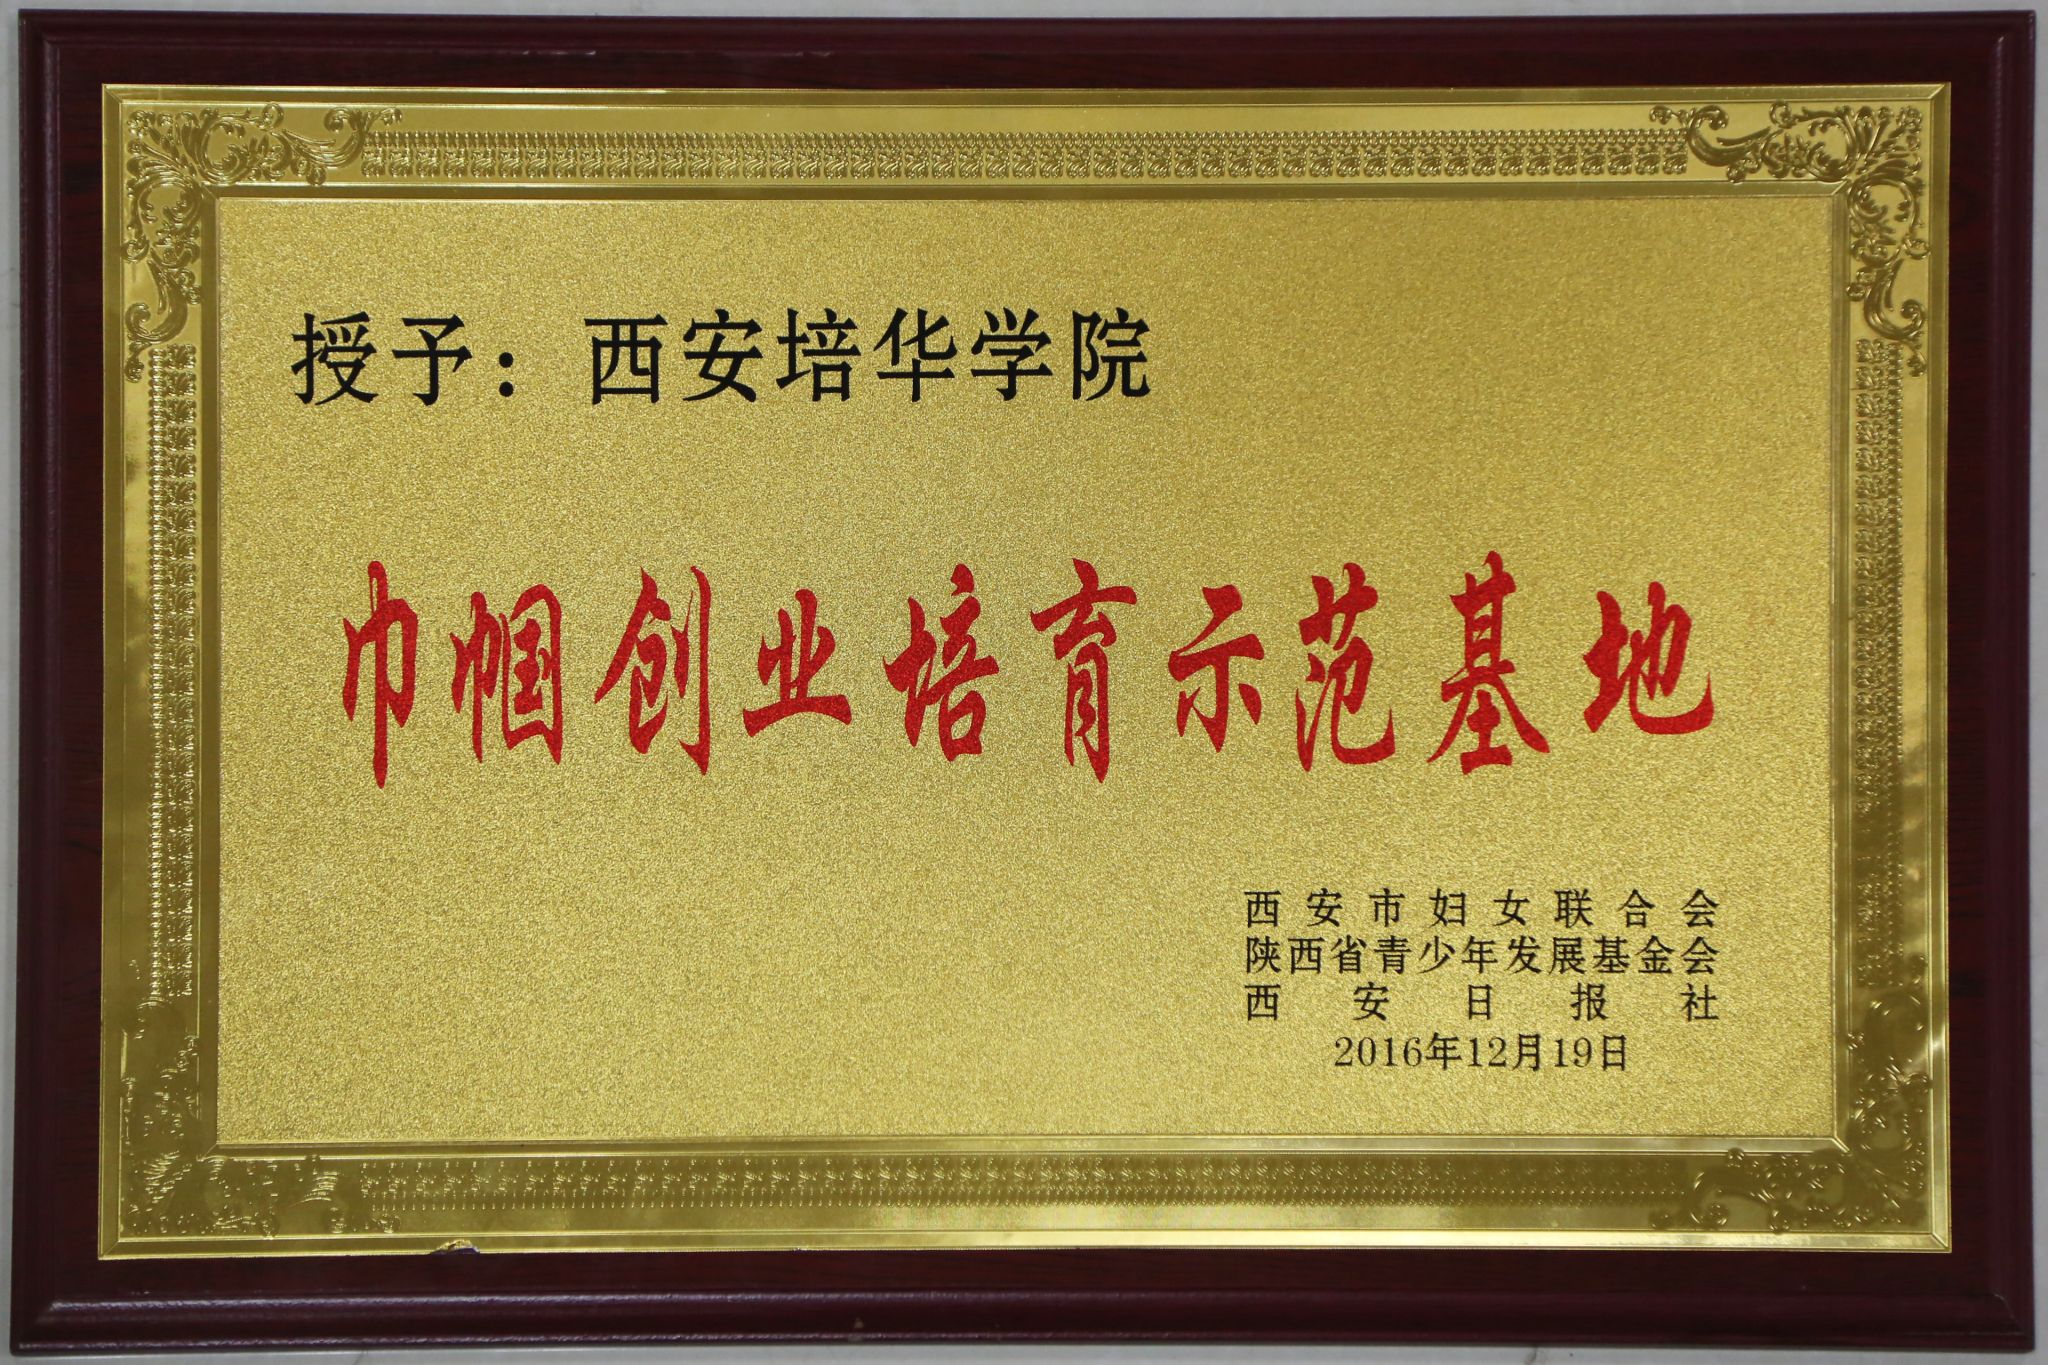 授予：西安培华学院
巾帼创业培育示范基地
西安市妇女联合会
陕西省青少年发展基金会
西安日报社
2016年12月19日